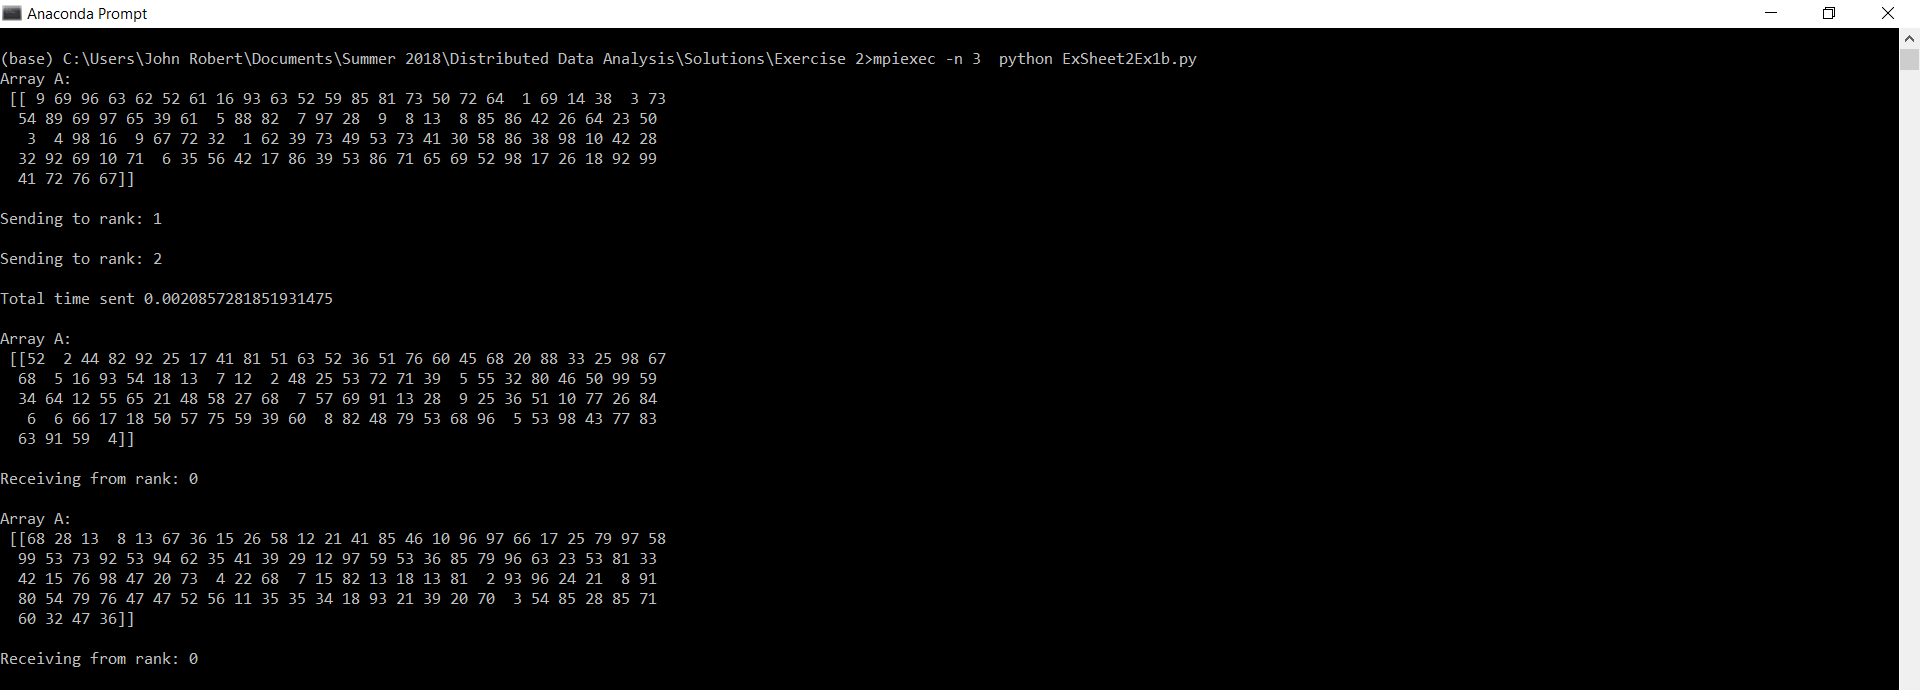 Anaconda Prompt
(base) C:\Users\John Robert\Documents\Summer 2018\Distributed Data Analysis\Solutions\Exercise 2>mpiexec -n 3  python ExSheet2Ex1b.py
Array A:
 [[ 9 69 96 63 62 52 61 16 93 63 52 59 85 81 73 50 72 64  1 69 14 38  3 73
  54 89 69 97 65 39 61  5 88 82  7 97 28  9  8 13  8 85 86 42 26 64 23 50
   3  4 98 16  9 67 72 32  1 62 39 73 49 53 73 41 30 58 86 38 98 10 42 28
  32 92 69 10 71  6 35 56 42 17 86 39 53 86 71 65 69 52 98 17 26 18 92 99
  41 72 76 67]]
Sending to rank: 1
Sending to rank: 2
Total time sent 0.0020857281851931475
Array A:
 [[52  2 44 82 92 25 17 41 81 51 63 52 36 51 76 60 45 68 20 88 33 25 98 67
  68  5 16 93 54 18 13  7 12  2 48 25 53 72 71 39  5 55 32 80 46 50 99 59
  34 64 12 55 65 21 48 58 27 68  7 57 69 91 13 28  9 25 36 51 10 77 26 84
   6  6 66 17 18 50 57 75 59 39 60  8 82 48 79 53 68 96  5 53 98 43 77 83
  63 91 59  4]]
Receiving from rank: 0
Array A:
 [[68 28 13  8 13 67 36 15 26 58 12 21 41 85 46 10 96 97 66 17 25 79 97 58
  99 53 73 92 53 94 62 35 41 39 29 12 97 59 53 36 85 79 96 63 23 53 81 33
  42 15 76 98 47 20 73  4 22 68  7 15 82 13 18 13 81  2 93 96 24 21  8 91
  80 54 79 76 47 47 52 56 11 35 35 34 18 93 21 39 20 70  3 54 85 28 85 71
  60 32 47 36]]
Receiving from rank: 0